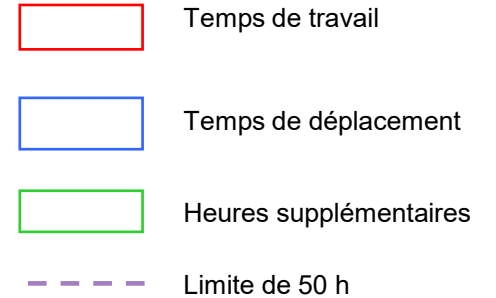 Temps de travail
Temps de déplacement
Heures supplémentaires
Limite de 50 h